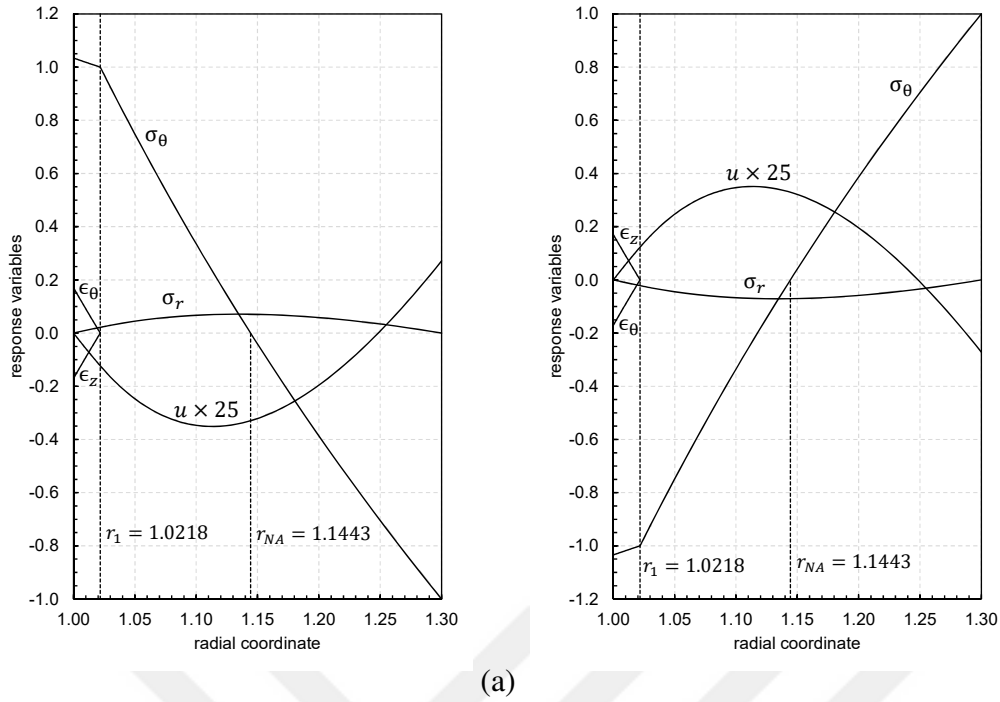 1.2
1.0
0.8
0.6
0.4
0.2
0.0
-0.2
-0.4
-0.6
-0.8
-1.0
response variables
σθ
u × 25
σr
ϵθ
ϵz
u × 25
r1 = 1.0218
rNA = 1.1443
1.00 1.05 1.10 1.15 1.20 1.25 1.30
radial coordinate
1.0
0.8
0.6
0.4
0.2
0.0
-0.2
-0.4
-0.6
-0.8
-1.0
-1.2
response variables
σθ
u × 25
ϵz
σr
ϵθ
r1 = 1.0218
rNA = 1.1443
1.00 1.05 1.10 1.15 1.20 1.25 1.30
radial coordinate
(a)